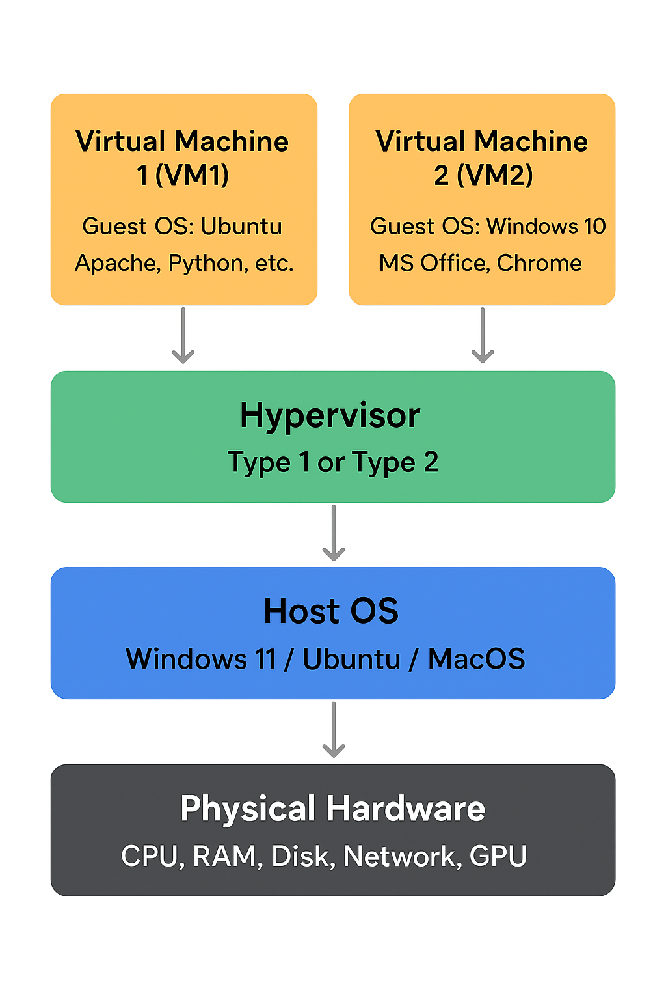 Virtual Machine
1 (VM1)
Guest OS: Ubuntu
Apache, Python, etc.
Virtual Machine
2 (VM2)
Guest OS: Windows 10
MS Office, Chrome
Hypervisor
Type 1 or Type 2
Host OS
Windows 11 / Ubuntu / MacOS
Physical Hardware
CPU, RAM, Disk, Network, GPU